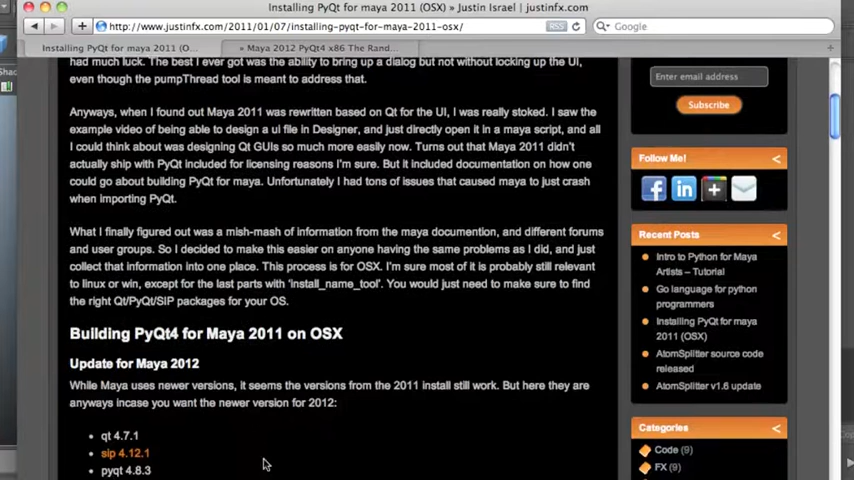 Installing PyQt for maya 2011 (OSX) » Justin Israel | justinfx.com
http://www.justinfx.com/2011/01/07/installing-pyqt-for-maya-2011-osx/
RSS
Google
Installing PyQt for maya 2011 (O...
» Maya 2012 PyQt4 x86 The Rand...
Shad
had much luck. The best I ever got was the ability to bring up a dialog but not without locking up the UI,
even though the pumpThread tool is meant to address that.
Anyways, when I found out Maya 2011 was rewritten based on Qt for the UI, I was really stoked. I saw the
example video of being able to design a ui file in Designer, and just directly open it in a maya script, and all
I could think about was designing Qt GUIs so much more easily now. Turns out that Maya 2011 didn't
actually ship with PyQt included for licensing reasons I'm sure. But it included documentation on how one
could go about building PyQt for maya. Unfortunately I had tons of issues that caused maya to just crash
when importing PyQt.
What I finally figured out was a mish-mash of information from the maya documention, and different forums
and user groups. So I decided to make this easier on anyone having the same problems as I did, and just
collect that information into one place. This process is for OSX. I'm sure most of it is probably still relevant
to linux or win, except for the last parts with 'install_name_tool'. You would just need to make sure to find
the right Qt/PyQt/SIP packages for your OS.
Building PyQt4 for Maya 2011 on OSX
Update for Maya 2012
While Maya uses newer versions, it seems the versions from the 2011 install still work. But here they are
anyways incase you want the newer version for 2012:
qt 4.7.1
sip 4.12.1
pyqt 4.8.3
Enter email address
Subscribe
Follow Me!
Recent Posts
Intro to Python for Maya
Artists – Tutorial
Go language for python
programmers
Installing PyQt for maya
2011 (OSX)
AtomSplitter source code
released
AtomSplitter v1.6 update
Categories
Code (9)
FX (9)